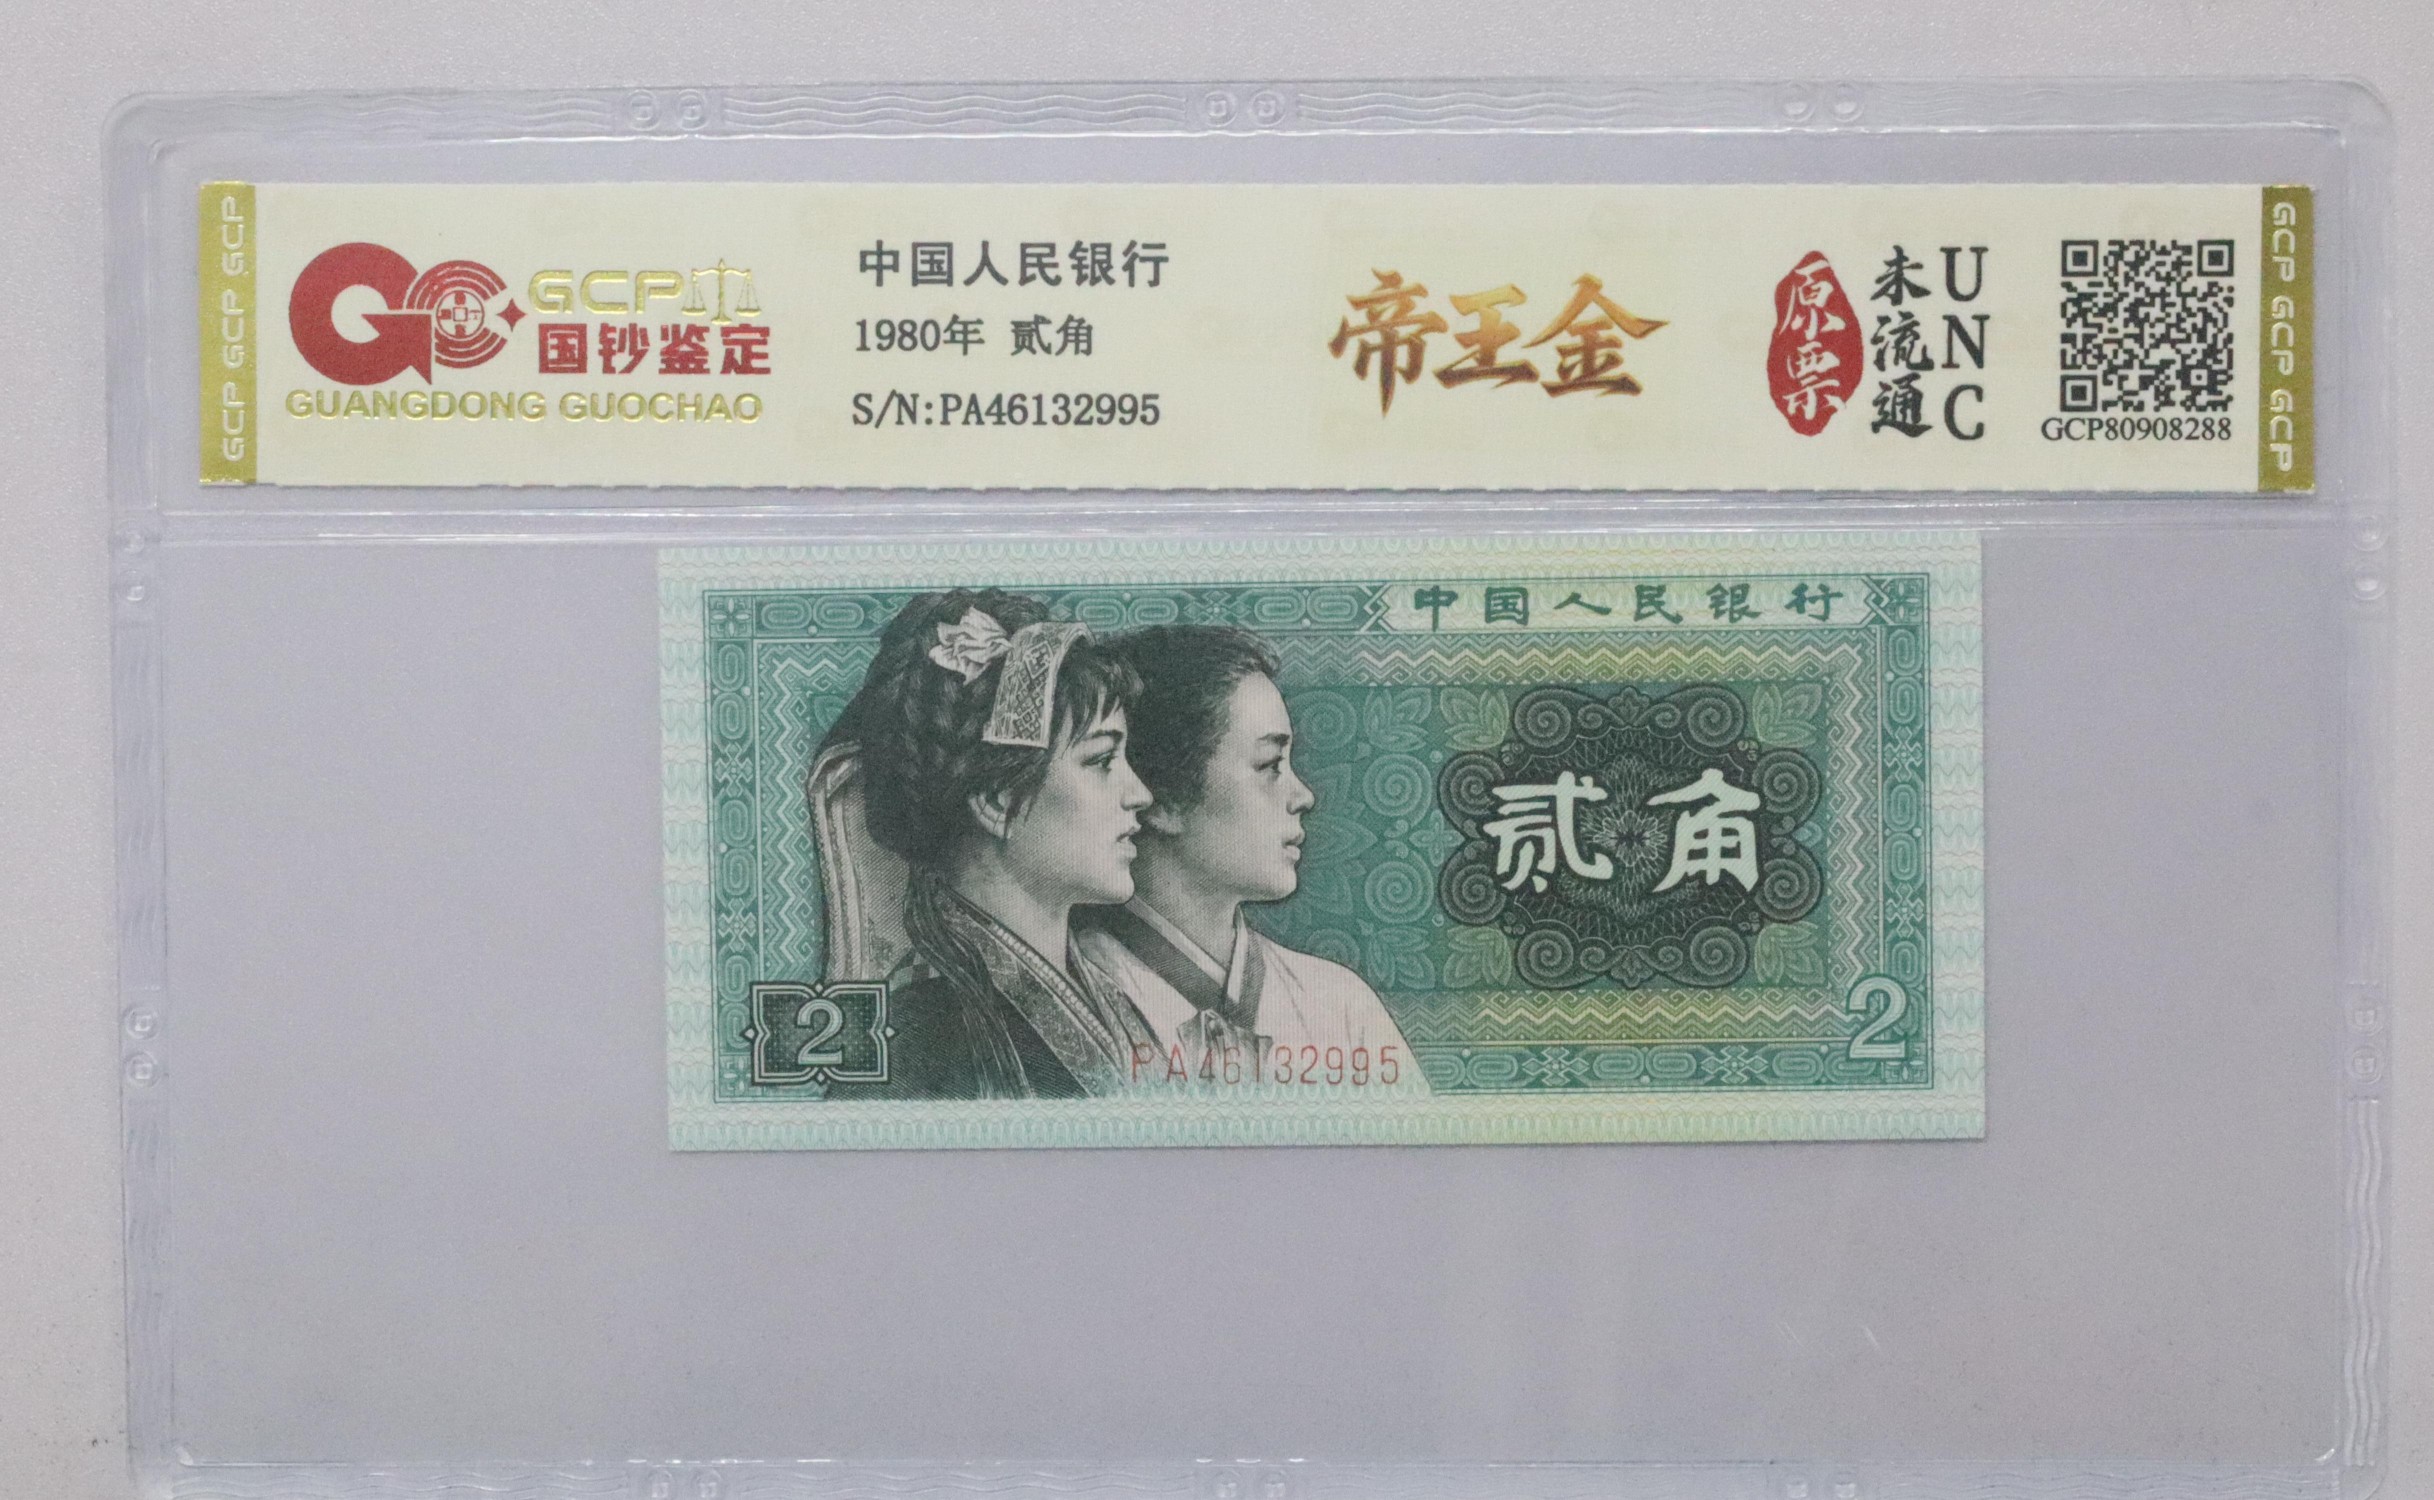 GCP GCP GCP
GCP
国钞鉴定
GUANGDONG GUOCHAO
中国人民银行
1980年 贰角
S/N:PA46132995
帝王金
原票
未流通
UNC
GCP80908288
GCP GCP GCP
中国人民银行
贰角
2
2
PA46132995